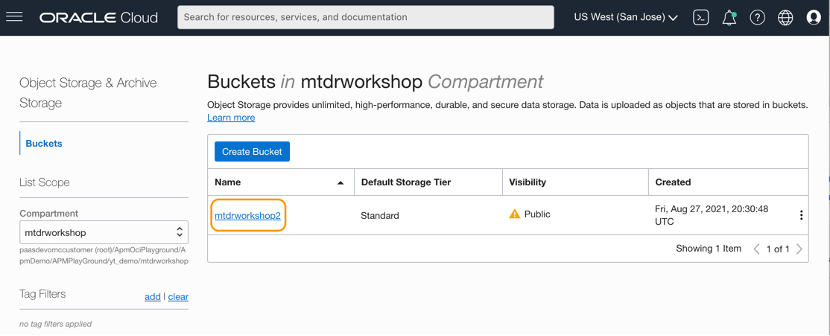 ORACLE Cloud
Search for resources, services, and documentation
US West (San Jose)
Object Storage & Archive
Storage
Buckets
List Scope
Compartment
mtdrworkshop
paasdevomccustomer (root)/ApmOciPlayground/A
pmDemo/APMPlayGround/yt_demo/mtdrworkshop
Tag Filters
add | clear
no tag filters applied
Buckets in mtdrworkshop Compartment
Object Storage provides unlimited, high-performance, durable, and secure data storage. Data is uploaded as objects that are stored in buckets.
Learn more
Create Bucket
Name Default Storage Tier Visibility Created
mtdrworkshop2 Standard Public Fri, Aug 27, 2021, 20:30:48
UTC
Showing 1 Item 1 of 1